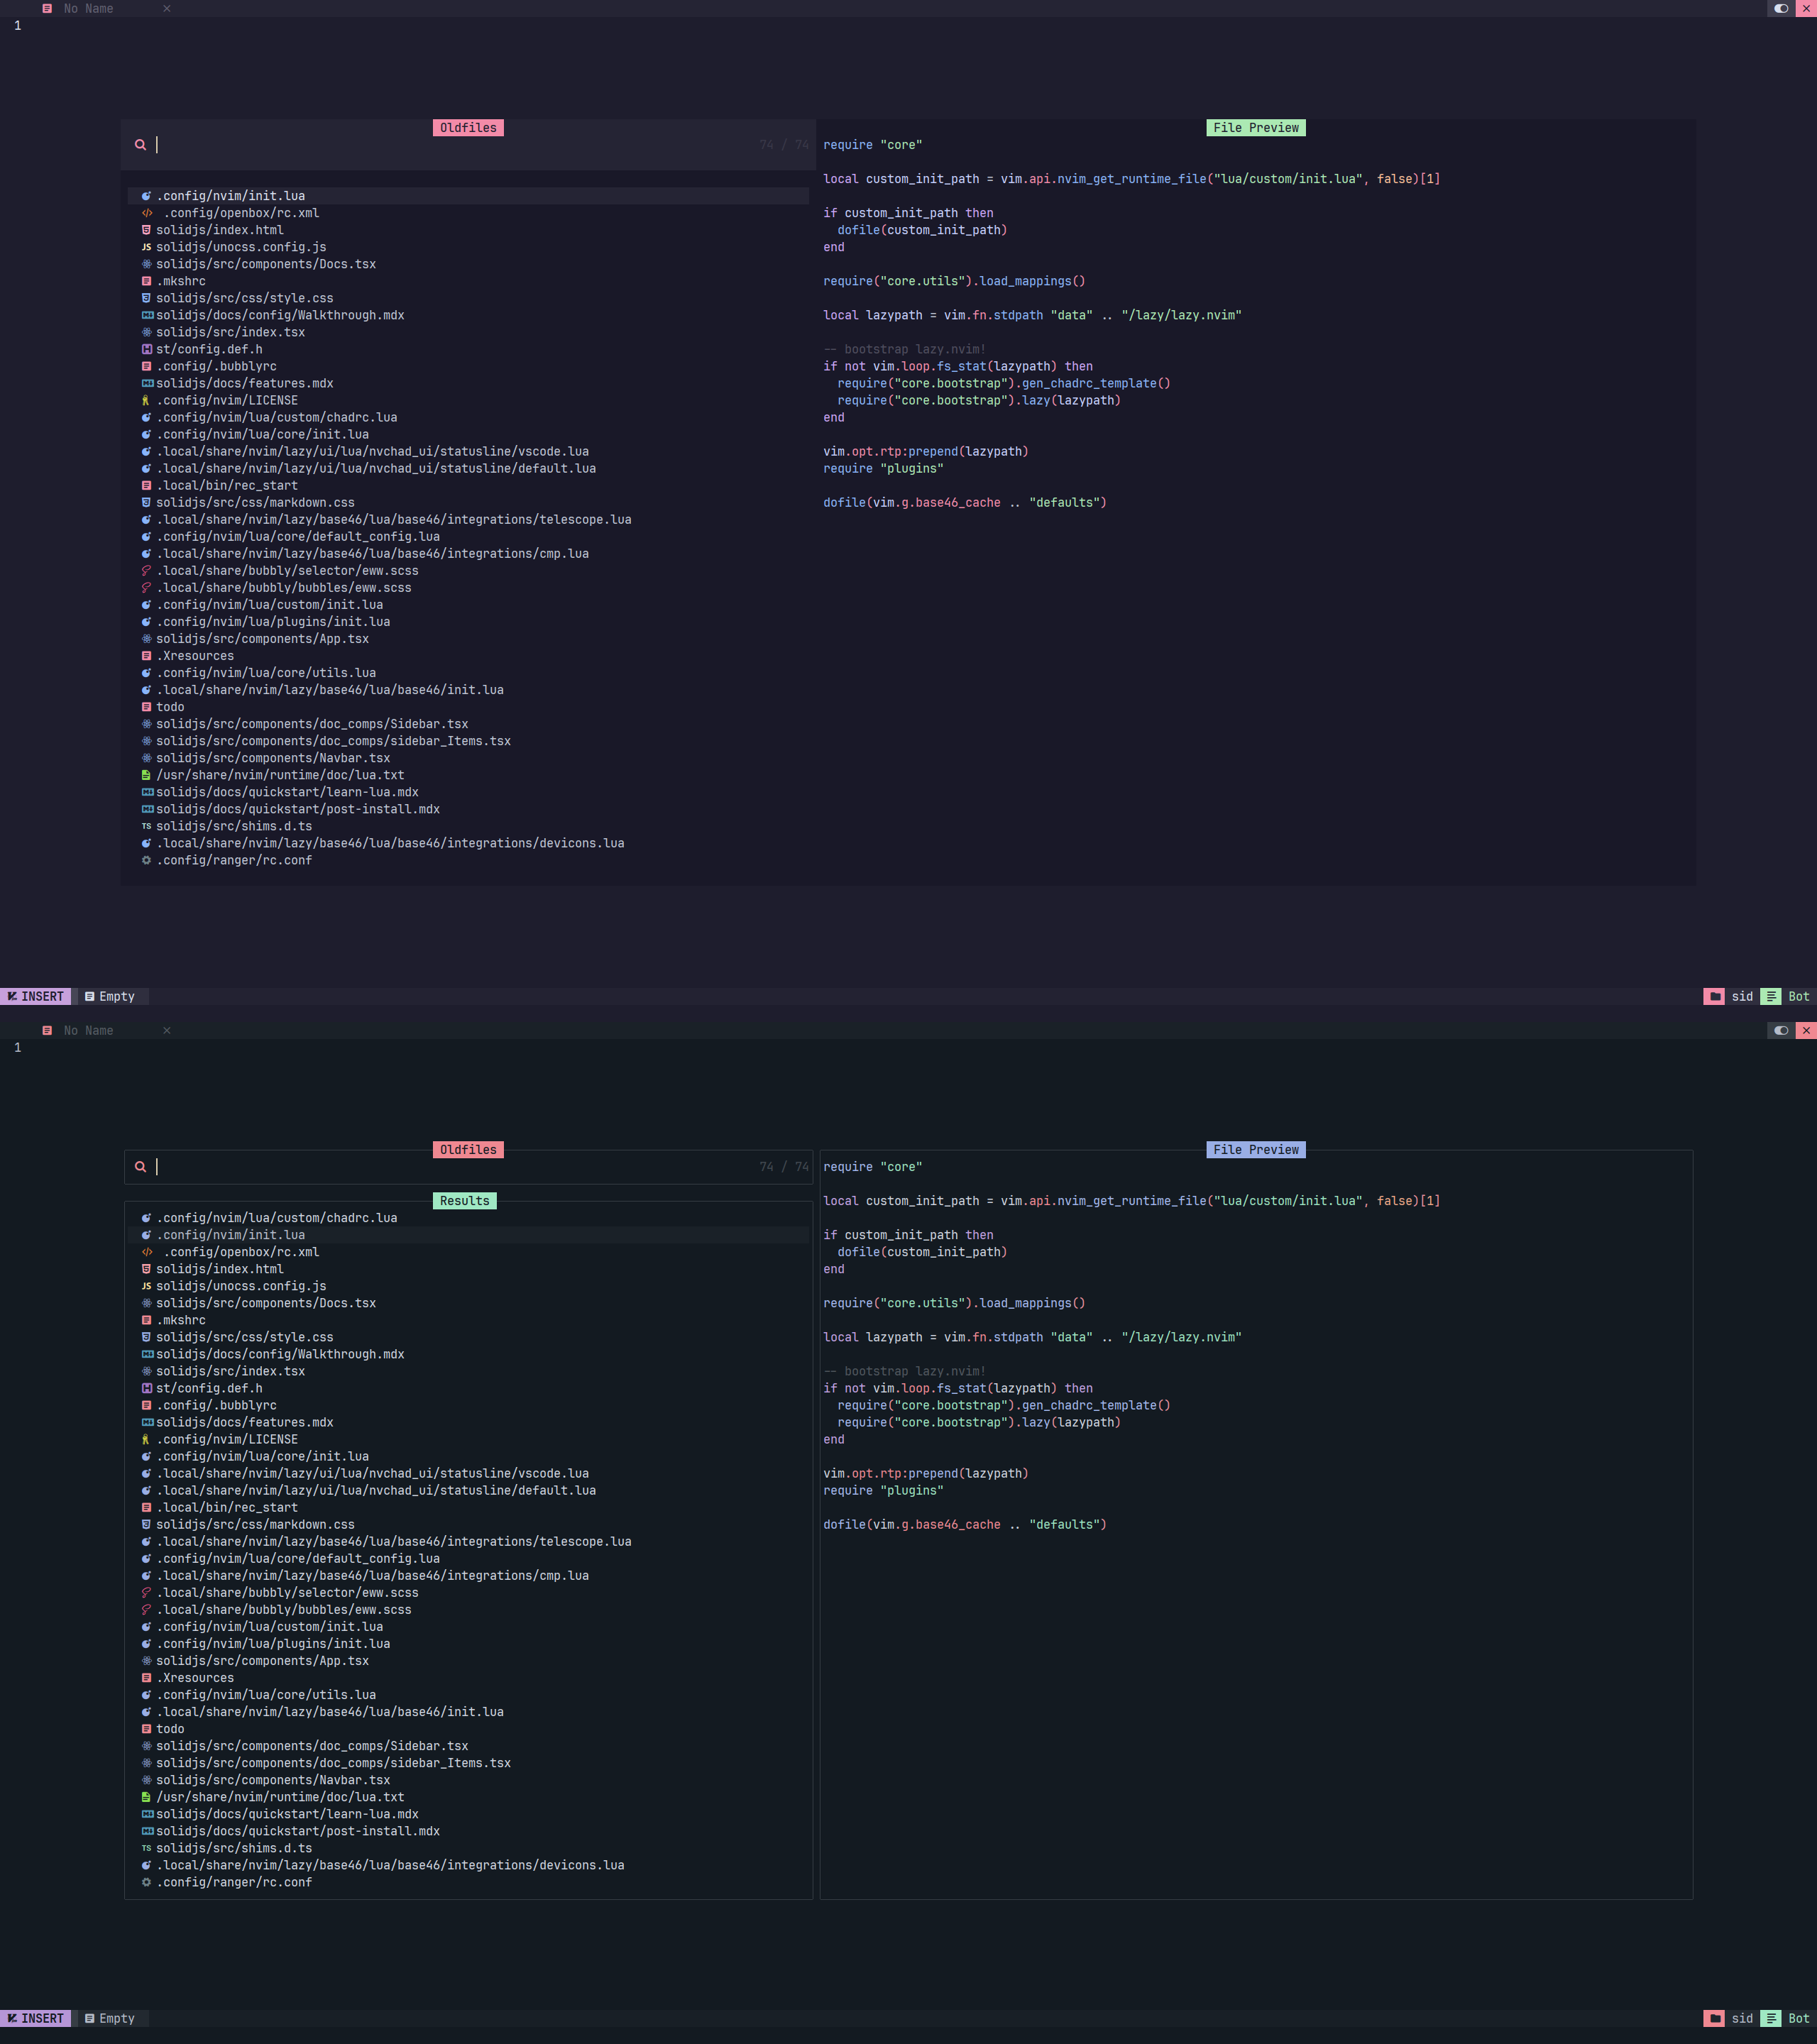 No Name
1
Oldfiles
74 / 74
.config/nvim/init.lua
.config/openbox/rc.xml
solidjs/index.html
JS solidjs/unocss.config.js
solidjs/src/components/Docs.tsx
.mkshrc
solidjs/src/css/style.css
solidjs/docs/config/Walkthrough.mdx
solidjs/src/index.tsx
st/config.def.h
.config/.bubblyrc
solidjs/docs/features.mdx
.config/nvim/LICENSE
.config/nvim/lua/custom/chadrc.lua
.config/nvim/lua/core/init.lua
.local/share/nvim/lazy/ui/lua/nvchad_ui/statusline/vscode.lua
.local/share/nvim/lazy/ui/lua/nvchad_ui/statusline/default.lua
.local/bin/rec_start
solidjs/src/css/markdown.css
.local/share/nvim/lazy/base46/lua/base46/integrations/telescope.lua
.config/nvim/lua/core/default_config.lua
.local/share/nvim/lazy/base46/lua/base46/integrations/cmp.lua
.local/share/bubbly/selector/eww.scss
.local/share/bubbly/bubbles/eww.scss
.config/nvim/lua/custom/init.lua
.config/nvim/lua/plugins/init.lua
solidjs/src/components/App.tsx
.Xresources
.config/nvim/lua/core/utils.lua
.local/share/nvim/lazy/base46/lua/base46/init.lua
todo
solidjs/src/components/doc_comps/Sidebar.tsx
solidjs/src/components/doc_comps/sidebar_Items.tsx
solidjs/src/components/Navbar.tsx
/usr/share/nvim/runtime/doc/lua.txt
solidjs/docs/quickstart/learn-lua.mdx
solidjs/docs/quickstart/post-install.mdx
TS solidjs/src/shims.d.ts
.local/share/nvim/lazy/base46/lua/base46/integrations/devicons.lua
.config/ranger/rc.conf
File Preview
require "core"
local custom_init_path = vim.api.nvim_get_runtime_file("lua/custom/init.lua", false)[1]
if custom_init_path then
dofile(custom_init_path)
end
require("core.utils").load_mappings()
local lazypath = vim.fn.stdpath "data" .. "/lazy/lazy.nvim"
-- bootstrap lazy.nvim!
if not vim.loop.fs_stat(lazypath) then
require("core.bootstrap").gen_chadrc_template()
require("core.bootstrap").lazy(lazypath)
end
vim.opt.rtp:prepend(lazypath)
require "plugins"
dofile(vim.g.base46_cache .. "defaults")
INSERT Empty
sid Bot
No Name
1
Oldfiles
74 / 74
Results
.config/nvim/lua/custom/chadrc.lua
.config/nvim/init.lua
.config/openbox/rc.xml
solidjs/index.html
JS solidjs/unocss.config.js
solidjs/src/components/Docs.tsx
.mkshrc
solidjs/src/css/style.css
solidjs/docs/config/Walkthrough.mdx
solidjs/src/index.tsx
st/config.def.h
.config/.bubblyrc
solidjs/docs/features.mdx
.config/nvim/LICENSE
.config/nvim/lua/core/init.lua
.local/share/nvim/lazy/ui/lua/nvchad_ui/statusline/vscode.lua
.local/share/nvim/lazy/ui/lua/nvchad_ui/statusline/default.lua
.local/bin/rec_start
solidjs/src/css/markdown.css
.local/share/nvim/lazy/base46/lua/base46/integrations/telescope.lua
.config/nvim/lua/core/default_config.lua
.local/share/nvim/lazy/base46/lua/base46/integrations/cmp.lua
.local/share/bubbly/selector/eww.scss
.local/share/bubbly/bubbles/eww.scss
.config/nvim/lua/custom/init.lua
.config/nvim/lua/plugins/init.lua
solidjs/src/components/App.tsx
.Xresources
.config/nvim/lua/core/utils.lua
.local/share/nvim/lazy/base46/lua/base46/init.lua
todo
solidjs/src/components/doc_comps/Sidebar.tsx
solidjs/src/components/doc_comps/sidebar_Items.tsx
solidjs/src/components/Navbar.tsx
/usr/share/nvim/runtime/doc/lua.txt
solidjs/docs/quickstart/learn-lua.mdx
solidjs/docs/quickstart/post-install.mdx
TS solidjs/src/shims.d.ts
.local/share/nvim/lazy/base46/lua/base46/integrations/devicons.lua
.config/ranger/rc.conf
File Preview
require "core"
local custom_init_path = vim.api.nvim_get_runtime_file("lua/custom/init.lua", false)[1]
if custom_init_path then
dofile(custom_init_path)
end
require("core.utils").load_mappings()
local lazypath = vim.fn.stdpath "data" .. "/lazy/lazy.nvim"
-- bootstrap lazy.nvim!
if not vim.loop.fs_stat(lazypath) then
require("core.bootstrap").gen_chadrc_template()
require("core.bootstrap").lazy(lazypath)
end
vim.opt.rtp:prepend(lazypath)
require "plugins"
dofile(vim.g.base46_cache .. "defaults")
INSERT Empty
sid Bot